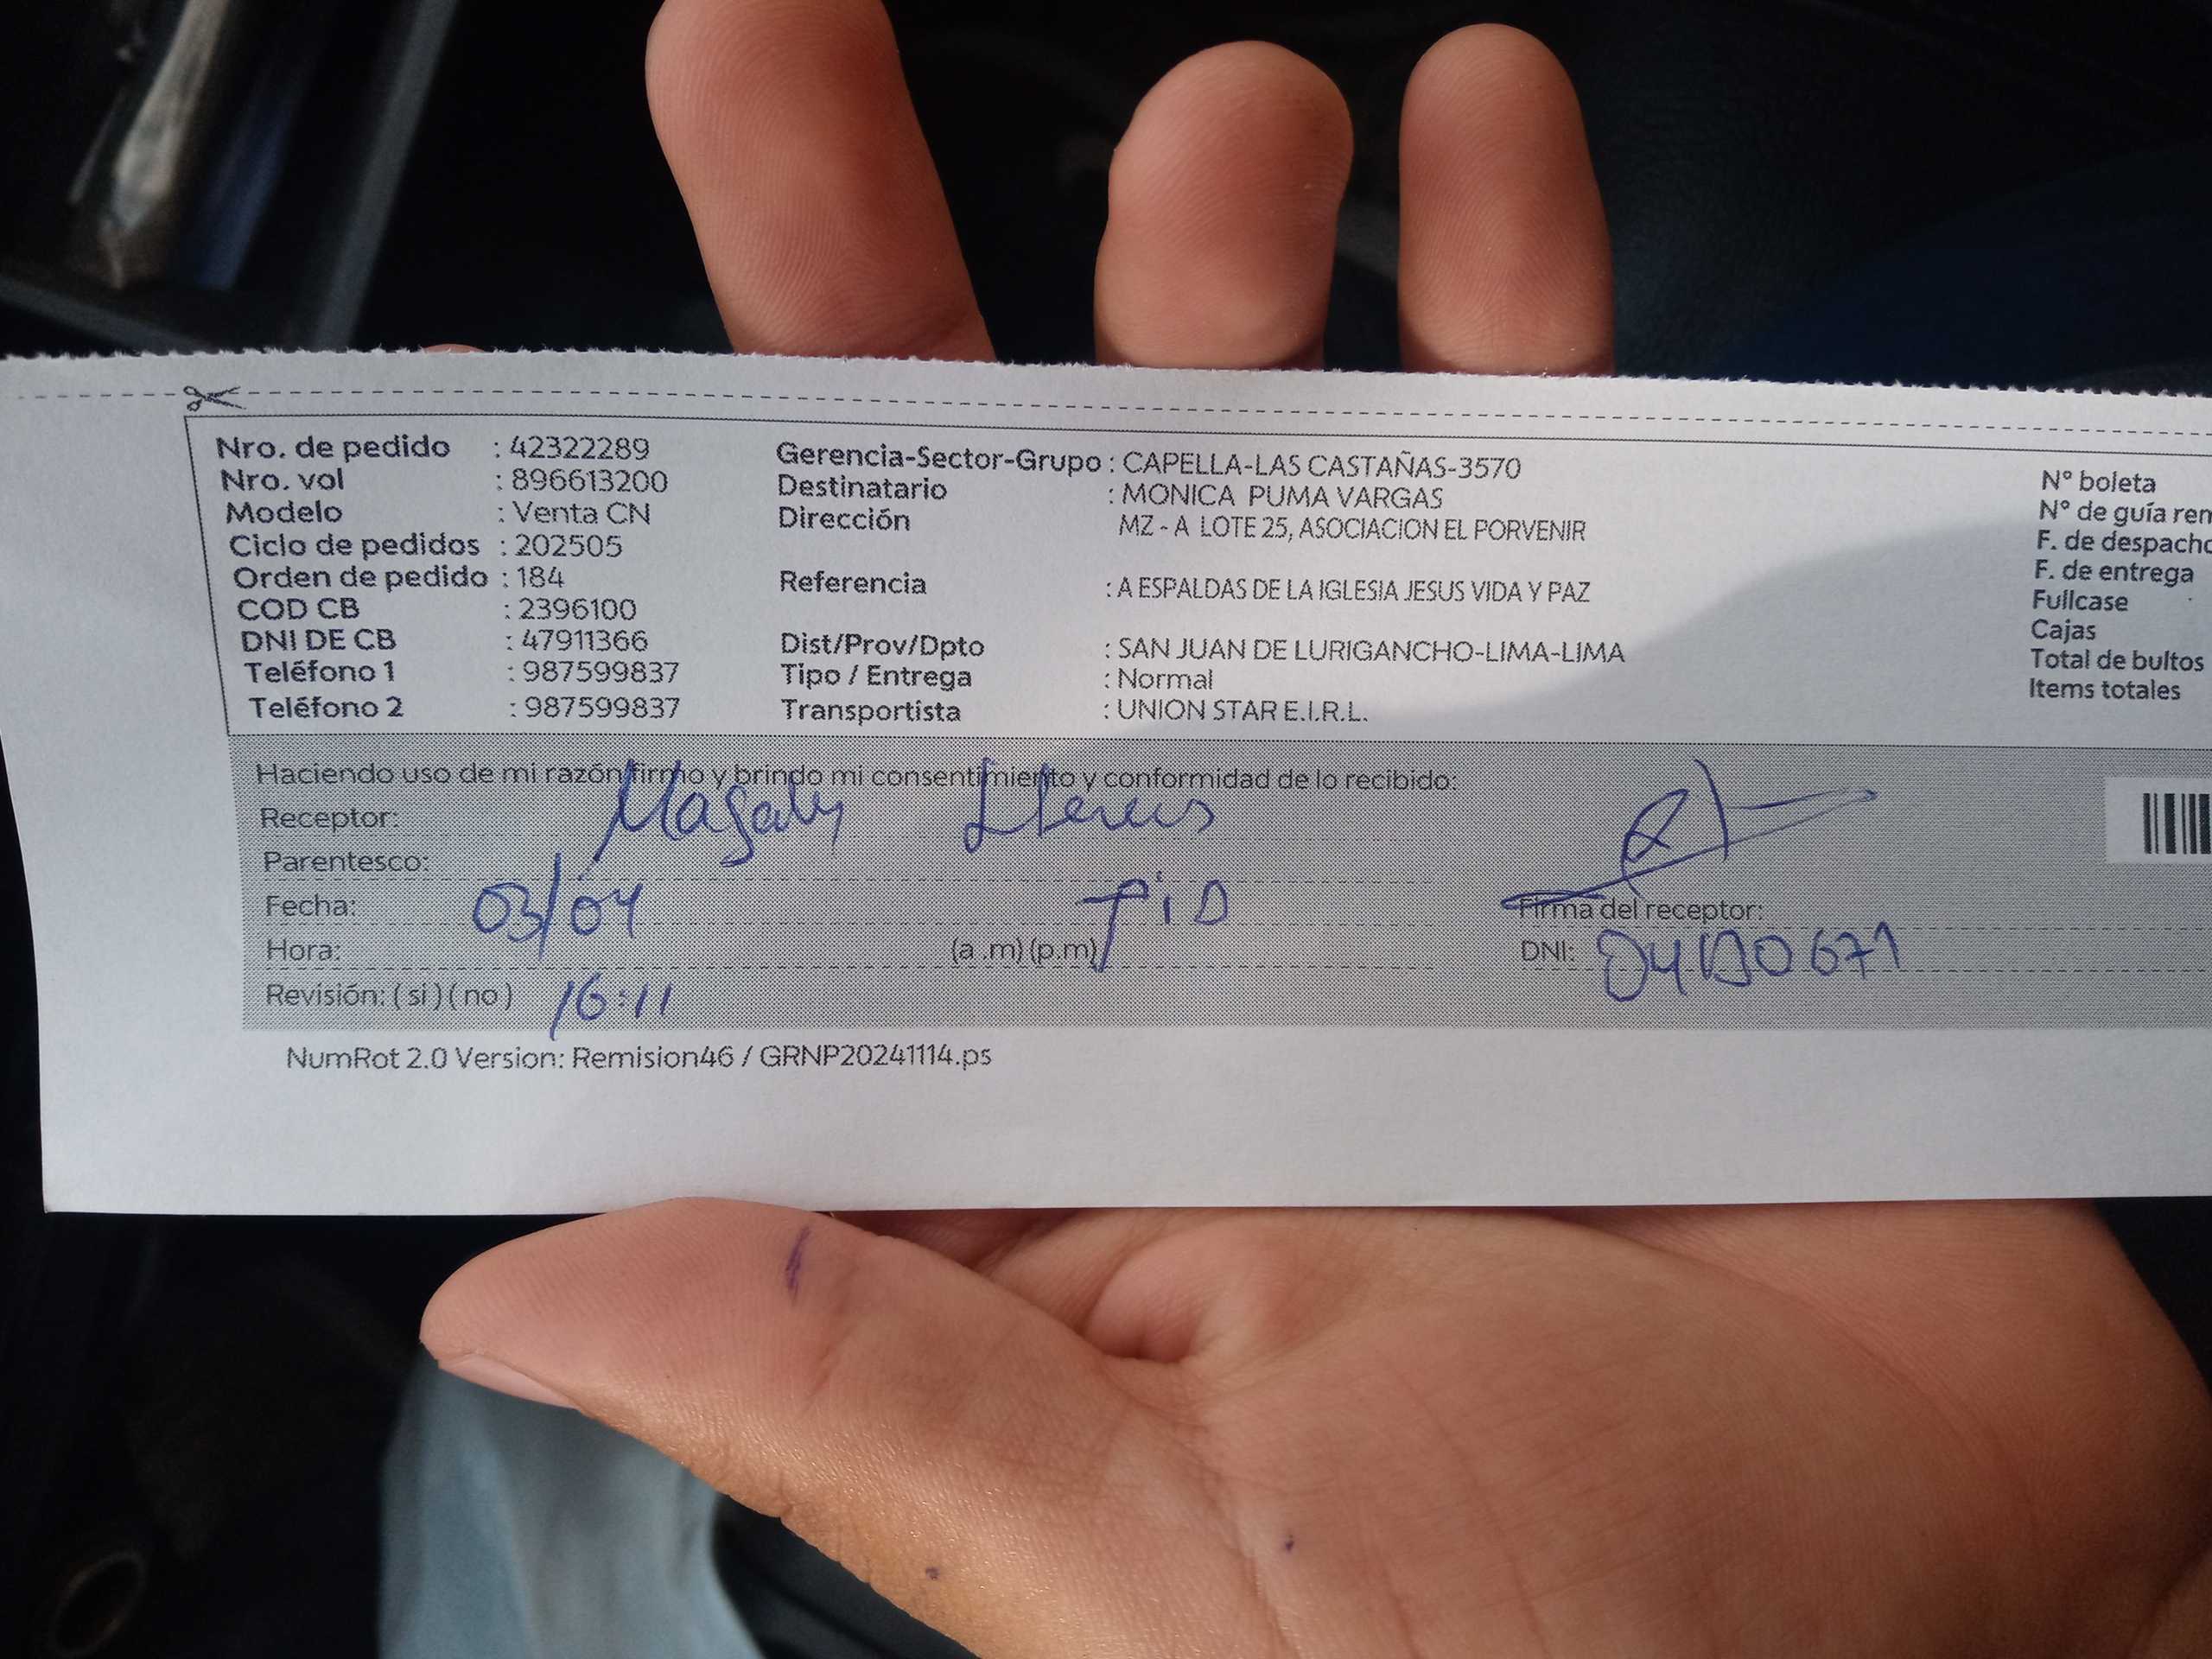 Nro. de pedido : 42322289
Nro. vol : 896613200
Modelo : Venta CN
Ciclo de pedidos : 202505
Orden de pedido : 184
COD CB : 2396100
DNI DE CB : 47911366
Teléfono 1 : 987599837
Teléfono 2 : 987599837
Gerencia-Sector-Grupo : CAPELLA-LAS CASTAÑAS-3570
Destinatario : MONICA PUMA VARGAS
Dirección MZ - A LOTE 25, ASOCIACION EL PORVENIR
Referencia : A ESPALDAS DE LA IGLESIA JESUS VIDA Y PAZ
Dist/Prov/Dpto : SAN JUAN DE LURIGANCHO-LIMA-LIMA
Tipo / Entrega : Normal
Transportista : UNION STAR E.I.R.L.
N° boleta
N° de guía rem
F. de despacho
F. de entrega
Fullcase
Cajas
Total de bultos
Items totales
Haciendo uso de mi razón firmo y brindo mi consentimiento y conformidad de lo recibido:
Receptor: Magaly
Parentesco:
Fecha: 03/04
Hora: (a .m) (p.m)
Revisión: ( si ) ( no ) 16:11
Firma del receptor:
DNI:
NumRot 2.0 Version: Remision46 / GRNP20241114.ps